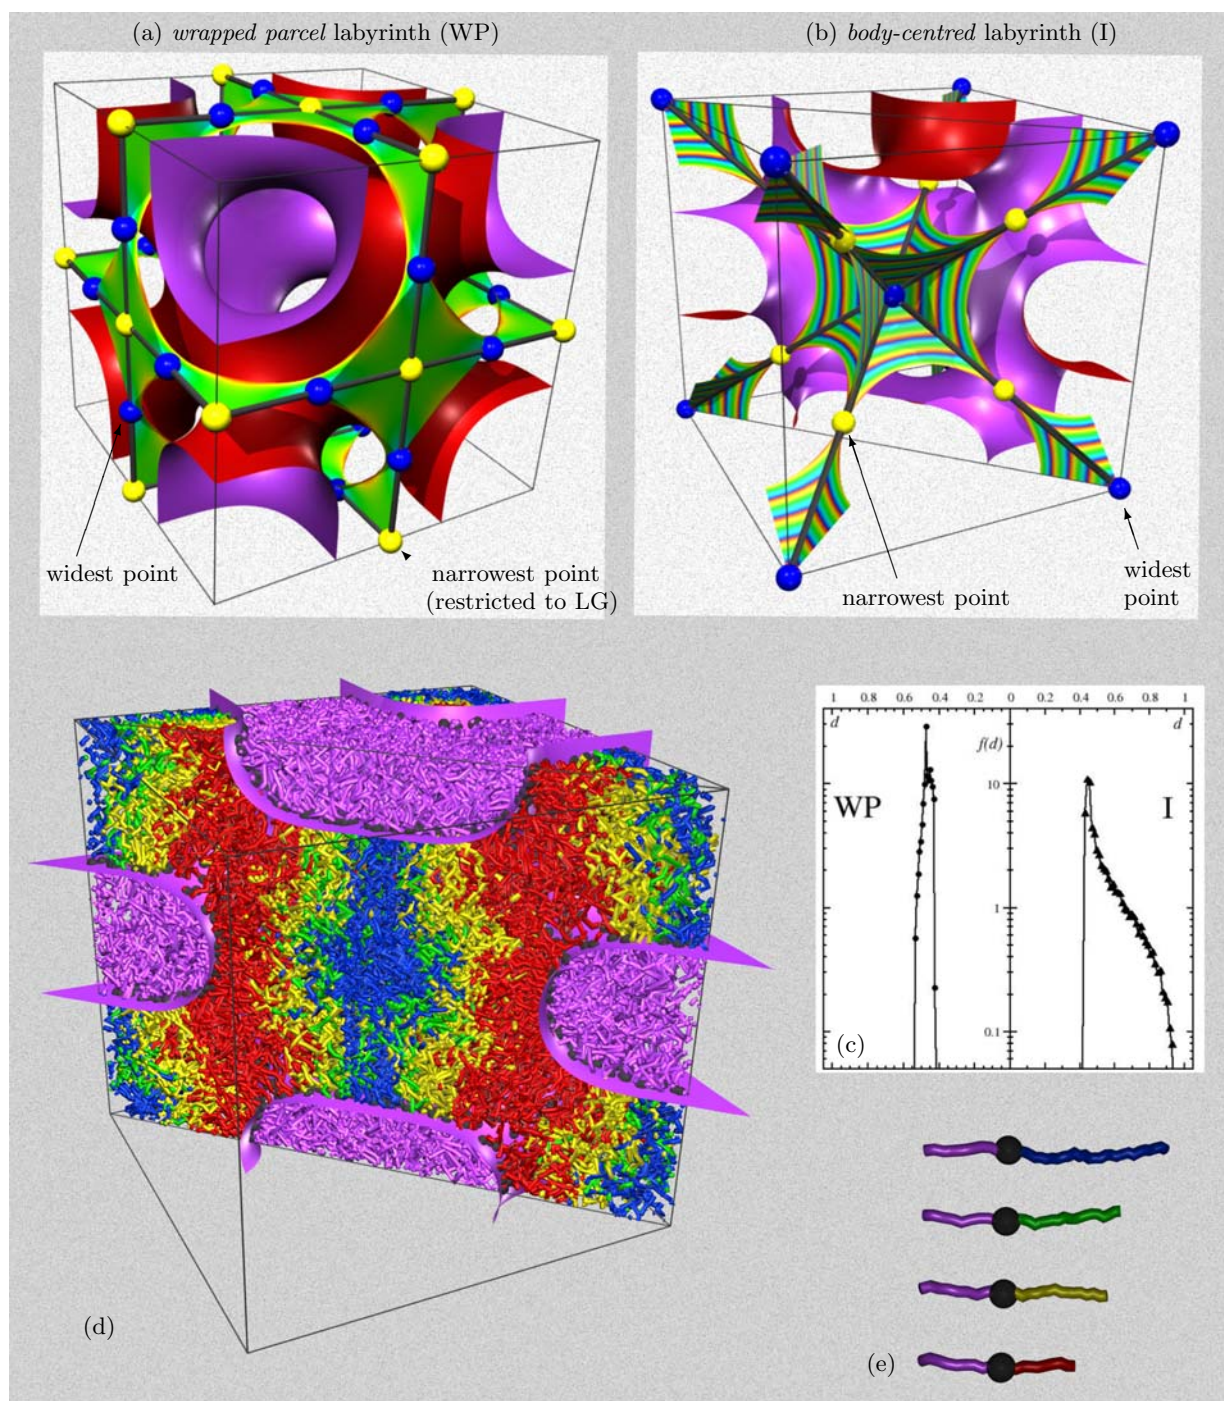 (a) wrapped parcel labyrinth (WP)
(b) body-centred labyrinth (I)
widest point
narrowest point
(restricted to LG)
narrowest point
widest
point
1 0.8 0.6 0.4 0.2 0 0.2 0.4 0.6 0.8 1
d
d
f(d)
10
WP
I
1
(c)
0.1
(d)
(e)